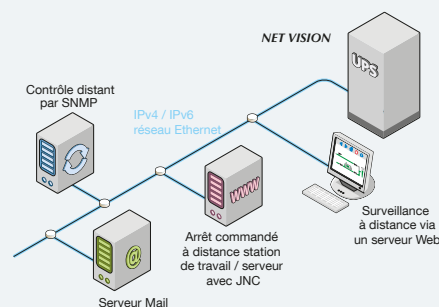 NET VISION
UPS
Contrôle distant
par SNMP
IPv4 / IPv6
réseau Ethernet
WWW
@
Surveillance
à distance via
un serveur Web
Arrêt commandé
à distance station
de travail / serveur
avec JNC
Serveur Mail